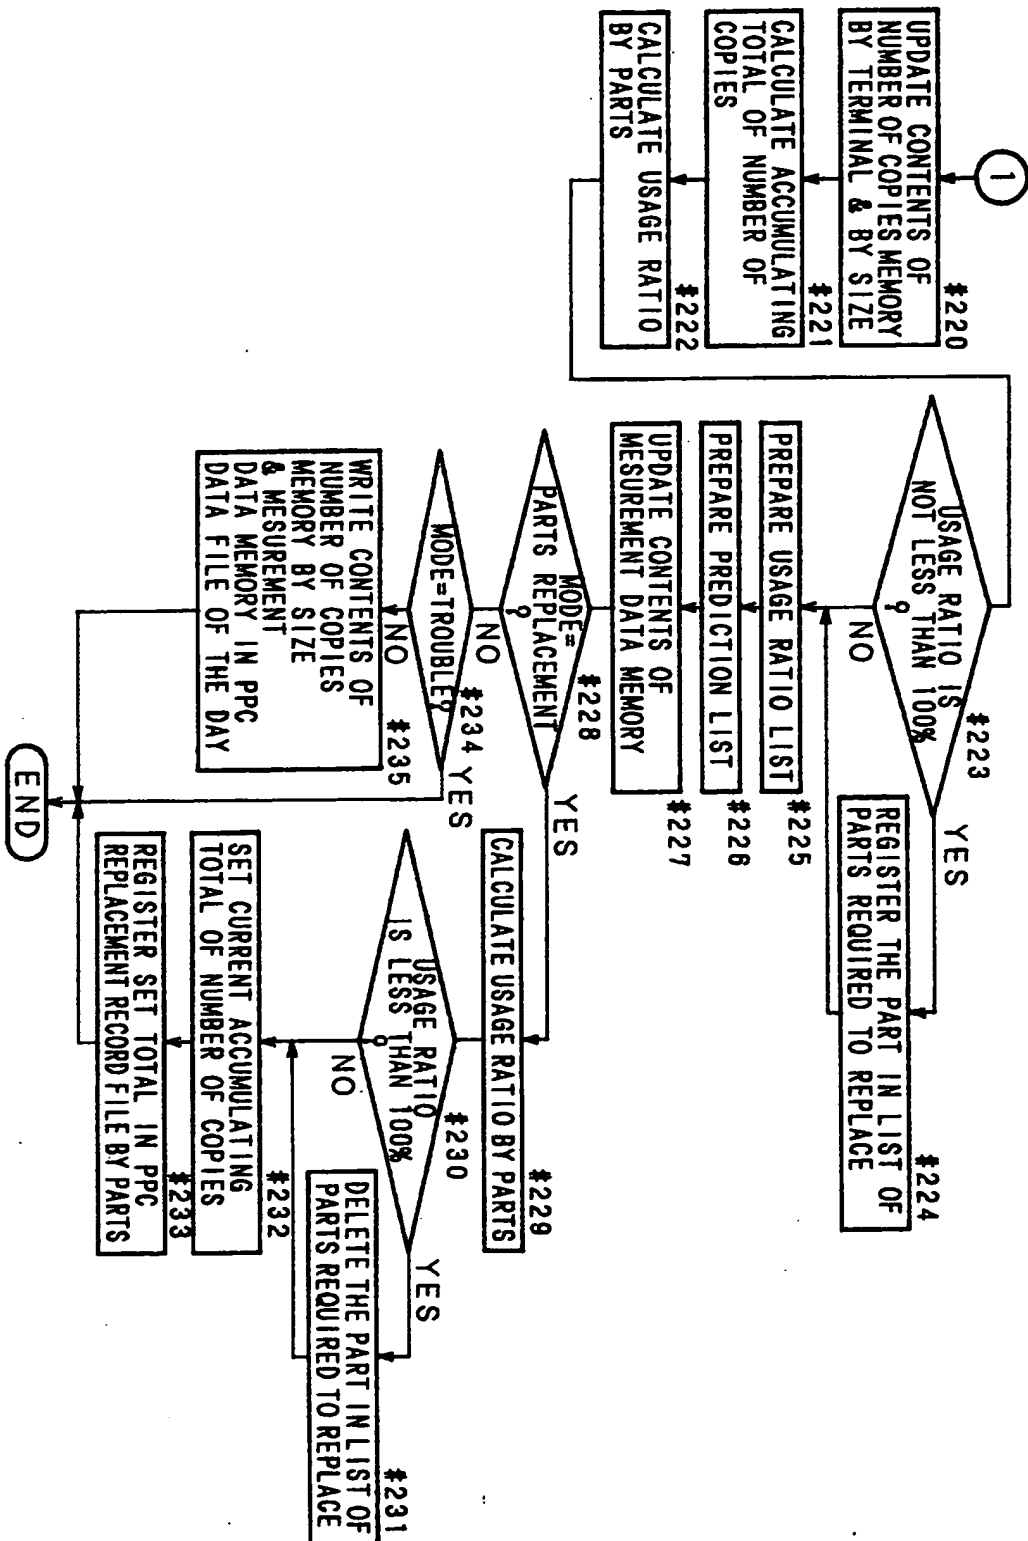 1
#220
UPDATE CONTENTS OF
NUMBER OF COPIES MEMORY
BY TERMINAL & BY SIZE
#221
CALCULATE ACCUMULATING
TOTAL OF NUMBER OF
COPIES
#222
CALCULATE USAGE RATIO
BY PARTS
#223
USAGE RATIO IS
NOT LESS THAN 100%
?
YES
NO
#224
REGISTER THE PART IN LIST OF
PARTS REQUIRED TO REPLACE
#225
PREPARE USAGE RATIO LIST
#226
PREPARE PREDICTION LIST
#227
UPDATE CONTENTS OF
MESUREMENT DATA MEMORY
#228
MODE=
PARTS REPLACEMENT
?
YES
NO
#229
CALCULATE USAGE RATIO BY PARTS
#230
USAGE RATIO
IS LESS THAN 100%
?
YES
NO
#231
DELETE THE PART IN LIST OF
PARTS REQUIRED TO REPLACE
#232
SET CURRENT ACCUMULATING
TOTAL OF NUMBER OF COPIES
#233
REGISTER SET TOTAL IN PPC
REPLACEMENT RECORD FILE BY PARTS
#234
MODE=TROUBLE?
YES
NO
#235
WRITE CONTENTS OF
NUMBER OF COPIES
MEMORY BY SIZE
& MESUREMENT
DATA MEMORY IN PPC
DATA FILE OF THE DAY
END